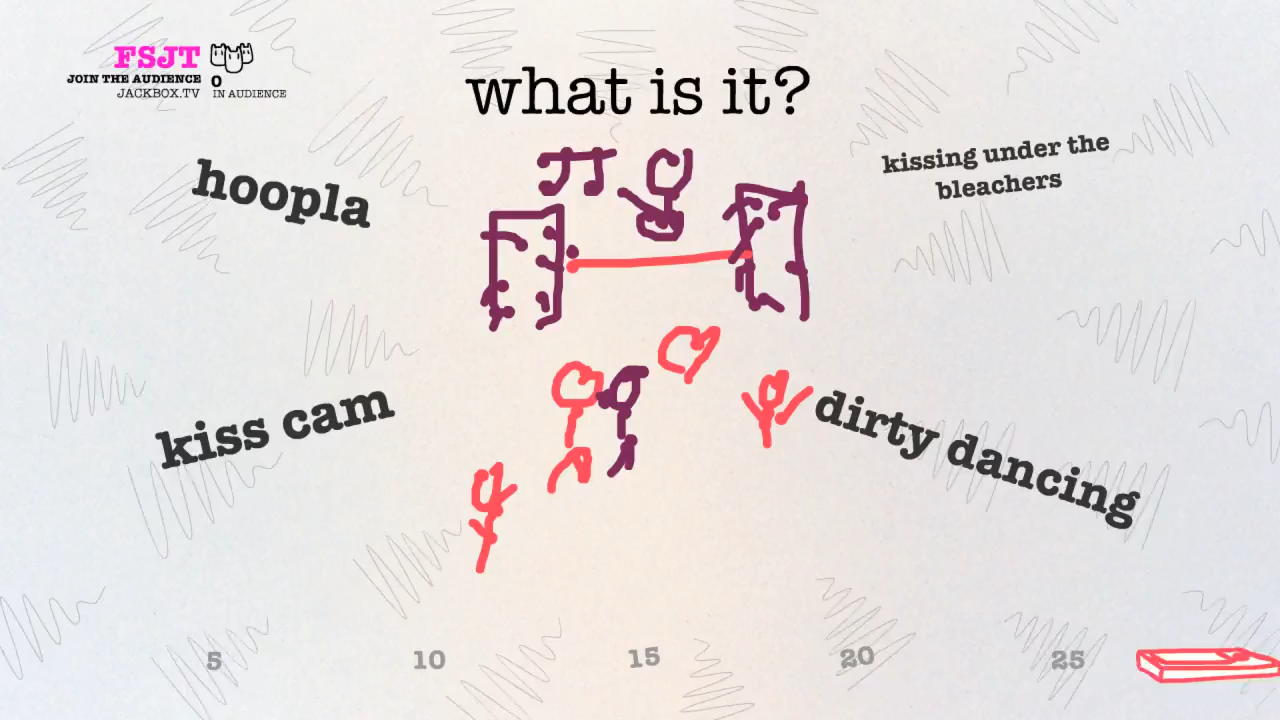 FSJT
JOIN THE AUDIENCE
JACKBOX.TV
0
IN AUDIENCE
what is it?
hoopla
kissing under the
bleachers
kiss cam
dirty dancing
5 10 15 20 25